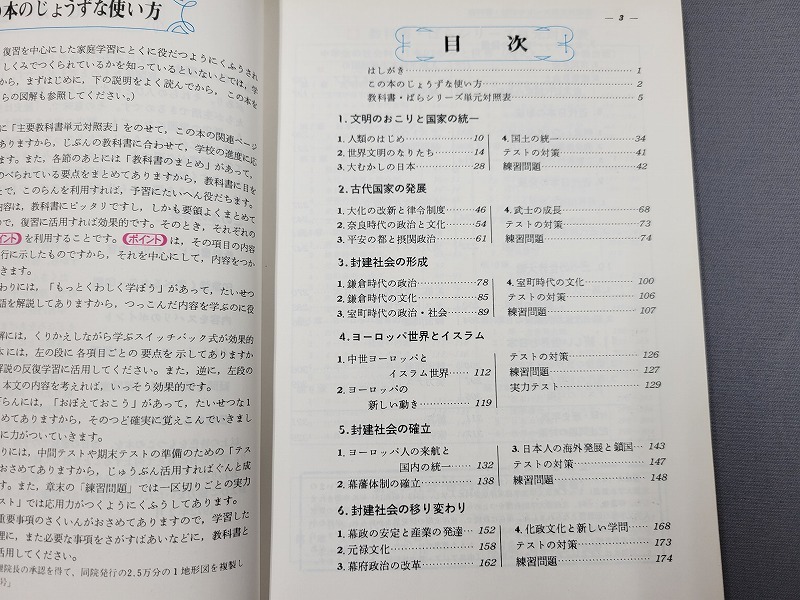 の本のじょうずな使い方
復習を中心にした家庭学習にとくに役だつようにくふうされ
しくみでつくられているかを知っているといないとでは，学
から，まずはじめに，下の説明をよく読んでから，この本を
らの図解も参照してください。）
に「主要教科書単元対照表」をのせて，この本の関連ページ
ありますから，じぶんの教科書に合わせて，学校の進度に応
ます。また，各節のあとには「教科書のまとめ」があって，
のべられている要点をまとめてありますから，教科書に目を
で，このらんを利用すれば，予習にたいへん役だちます。
内容は，教科書にピッタリですし，しかも要領よくまとめて
ので，復習に活用すれば効果的です。そのとき，それぞれの
イントを利用することです。ポイントは，その項目の内容
行に示したものですから，それを中心にして，内容をつか
きます。
わりには，「もっとくわしく学ぼう」があって，たいせつ
語を解説してありますから，つっこんだ内容を学ぶのに役
解には，くりかえしながら学ぶスイッチバック式が効果的
本には，左の段に各項目ごとの要点を示してありますか
解説の反復学習に活用してください。また，逆に，左段の
本文の内容を考えれば，いっそう効果的です。
らんには，「おぼえておこう」があって，たいせつな1
めてありますから，そのつど確実に覚えこんでいきまし
に力がついていきます。
りには，中間テストや期末テストの準備のための「テス
おさめてありますから，じゅうぶん活用すればぐんと成
す。また，章末の「練習問題」では一区切りごとの実力
スト」では応用力がつくようにくふうしてあります。
重要事項のさくいんがおさめてありますので，学習した
理に，また必要な事項をさがすばあいなどに，教科書と
活用してください。
院長の承認を得て，同院発行の2.5万分の1地形図を複製し
号）
— 3 —
目 次
はしがき 1
この本のじょうずな使い方 2
教科書・ばらシリーズ単元対照表 5
1.文明のおこりと国家の統一
1.人類のはじめ 10
2.世界文明のなりたち 14
3.大むかしの日本 28
4.国土の統一 34
テストの対策 41
練習問題 42
2.古代国家の発展
1.大化の改新と律令制度 46
2.奈良時代の政治と文化 54
3.平安の都と摂関政治 61
4.武士の成長 68
テストの対策 73
練習問題 74
3.封建社会の形成
1.鎌倉時代の政治 78
2.鎌倉時代の文化 85
3.室町時代の政治・社会 89
4.室町時代の文化 100
テストの対策 106
練習問題 107
4.ヨーロッパ世界とイスラム
1.中世ヨーロッパと
イスラム世界 112
2.ヨーロッパの
新しい動き 119
テストの対策 126
練習問題 127
実力テスト 129
5.封建社会の確立
1.ヨーロッパ人の来航と
国内の統一 132
2.幕藩体制の確立 138
3.日本人の海外発展と鎖国 143
テストの対策 147
練習問題 148
6.封建社会の移り変わり
1.幕政の安定と産業の発達 152
2.元禄文化 158
3.幕府政治の改革 162
4.化政文化と新しい学問 168
テストの対策 173
練習問題 174